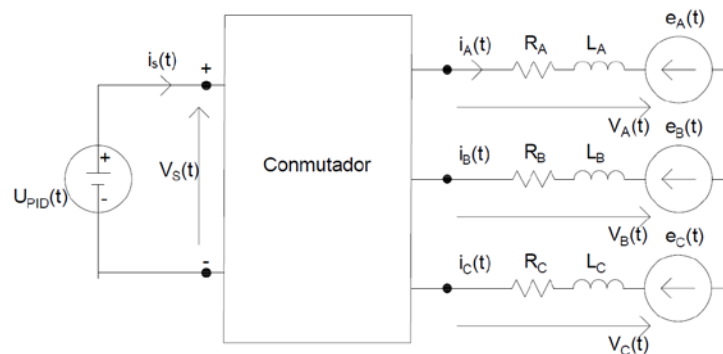 i_s(t)
+
+
-
U_PID(t)
V_S(t)
-
Conmutador
i_A(t)
R_A
L_A
e_A(t)
V_A(t)
i_B(t)
R_B
L_B
e_B(t)
V_B(t)
i_C(t)
R_C
L_C
e_C(t)
V_C(t)